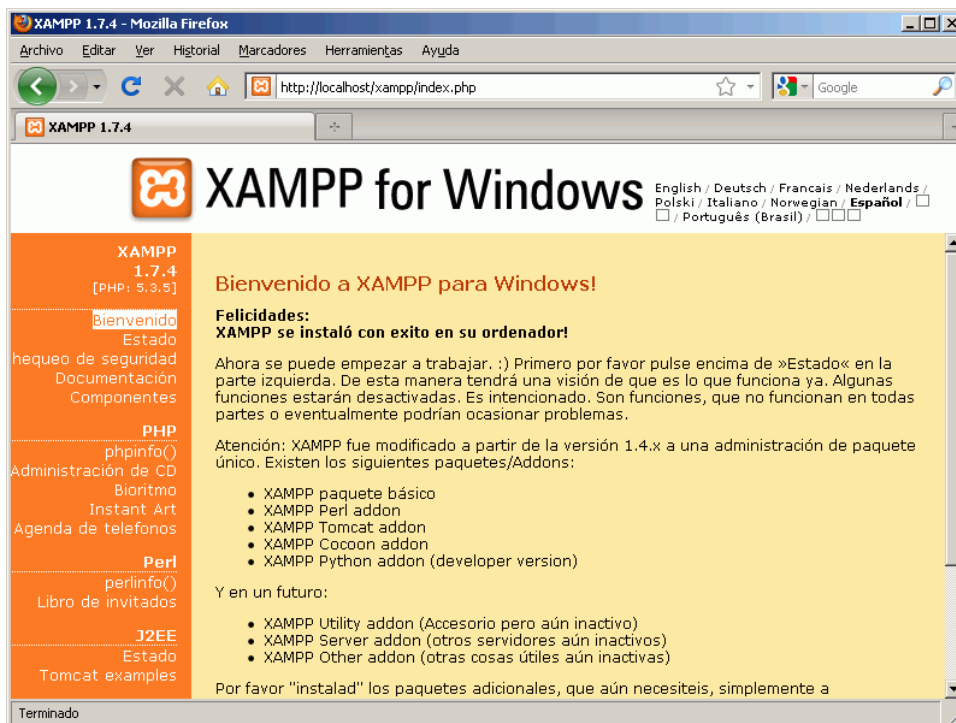 XAMPP 1.7.4 - Mozilla Firefox
Archivo Editar Ver Historial Marcadores Herramientas Ayuda
http://localhost/xampp/index.php
Google
XAMPP 1.7.4
XAMPP for Windows
English / Deutsch / Francais / Nederlands /
Polski / Italiano / Norwegian / Español / □
□ / Português (Brasil) / □□□
XAMPP
1.7.4
[PHP: 5.3.5]
Bienvenido
Estado
hequeo de seguridad
Documentación
Componentes
PHP
phpinfo()
Administración de CD
Bioritmo
Instant Art
Agenda de telefonos
Perl
perlinfo()
Libro de invitados
J2EE
Estado
Tomcat examples
Bienvenido a XAMPP para Windows!
Felicidades:
XAMPP se instaló con exito en su ordenador!
Ahora se puede empezar a trabajar. :) Primero por favor pulse encima de »Estado« en la
parte izquierda. De esta manera tendrá una visión de que es lo que funciona ya. Algunas
funciones estarán desactivadas. Es intencionado. Son funciones, que no funcionan en todas
partes o eventualmente podrían ocasionar problemas.
Atención: XAMPP fue modificado a partir de la versión 1.4.x a una administración de paquete
único. Existen los siguientes paquetes/Addons:
• XAMPP paquete básico
• XAMPP Perl addon
• XAMPP Tomcat addon
• XAMPP Cocoon addon
• XAMPP Python addon (developer version)
Y en un futuro:
• XAMPP Utility addon (Accesorio pero aún inactivo)
• XAMPP Server addon (otros servidores aún inactivos)
• XAMPP Other addon (otras cosas útiles aún inactivas)
Por favor "instalad" los paquetes adicionales, que aún necesiteis, simplemente a
Terminado